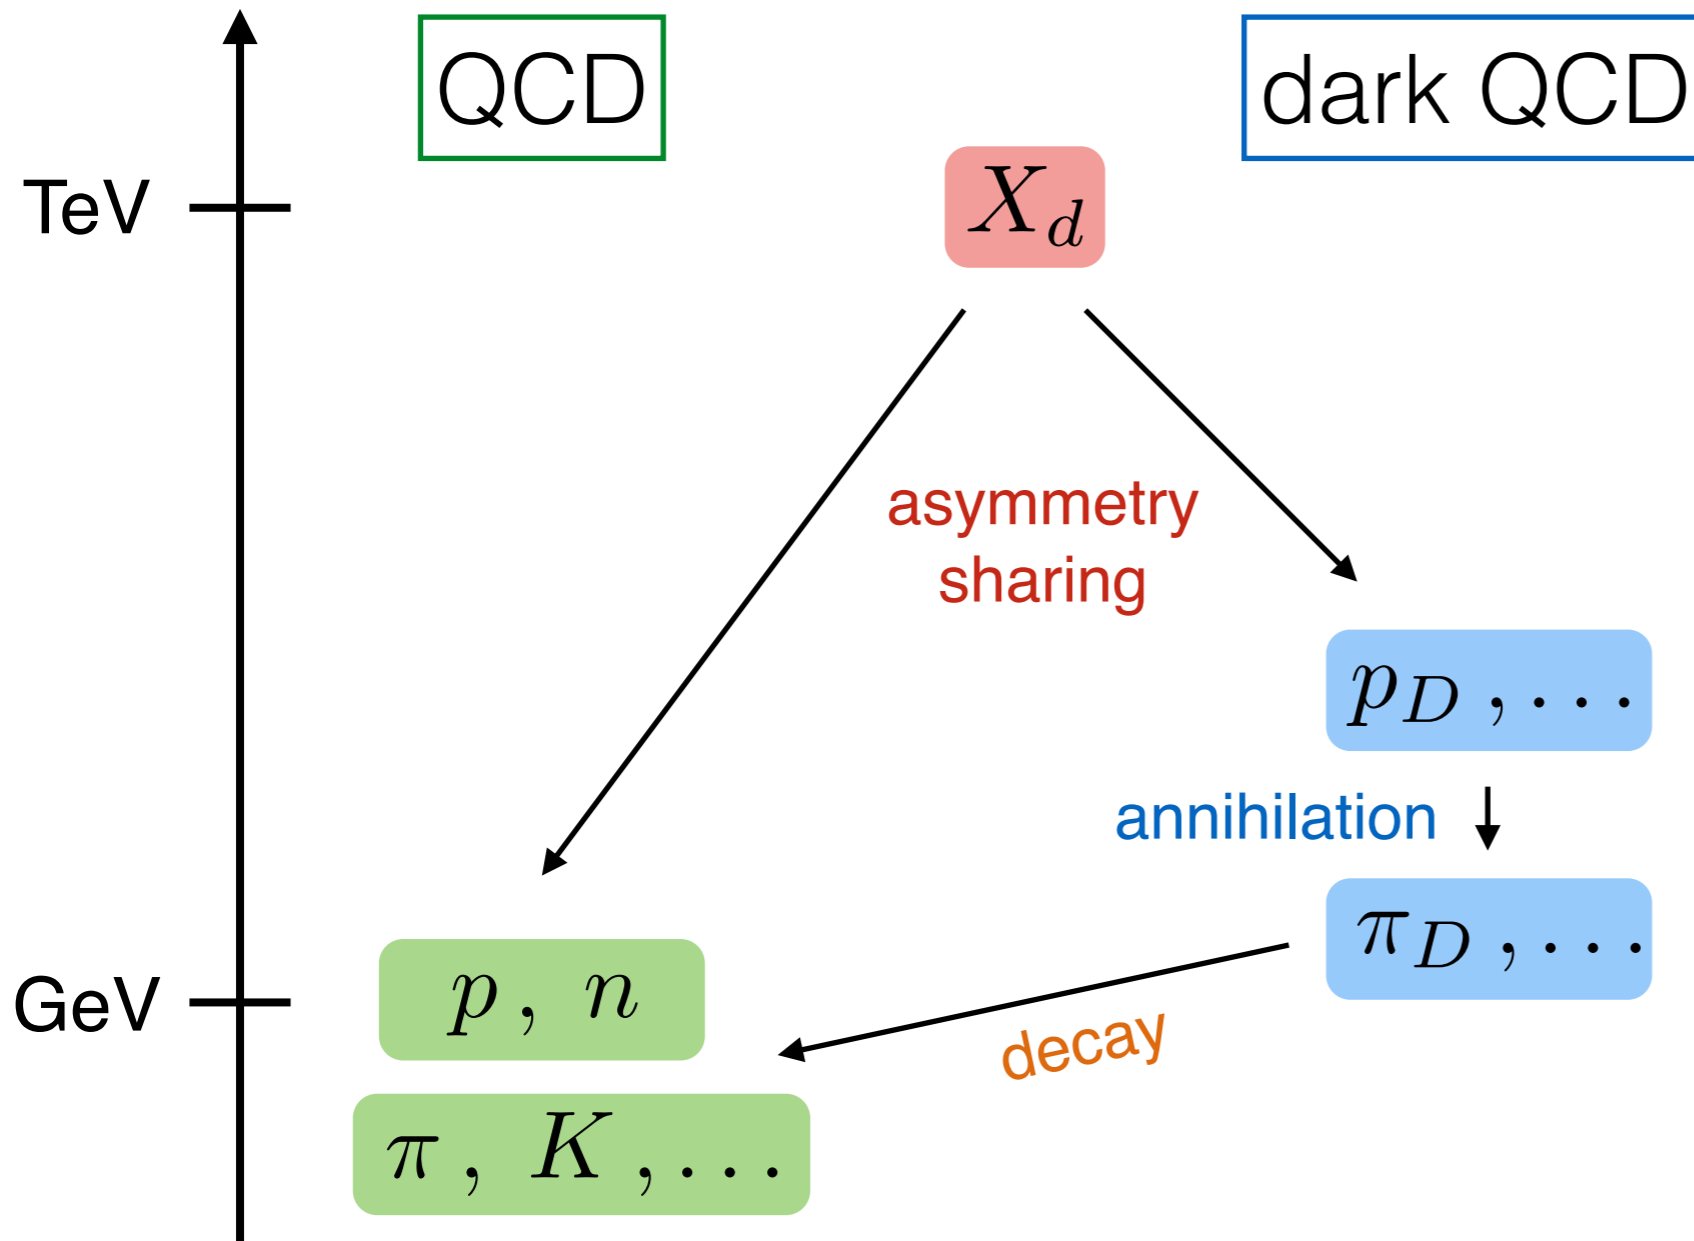 QCD
dark QCD
TeV
X_d
asymmetry
sharing
p_D , . . .
annihilation
π_D , . . .
GeV
p , n
decay
π , K , . . .